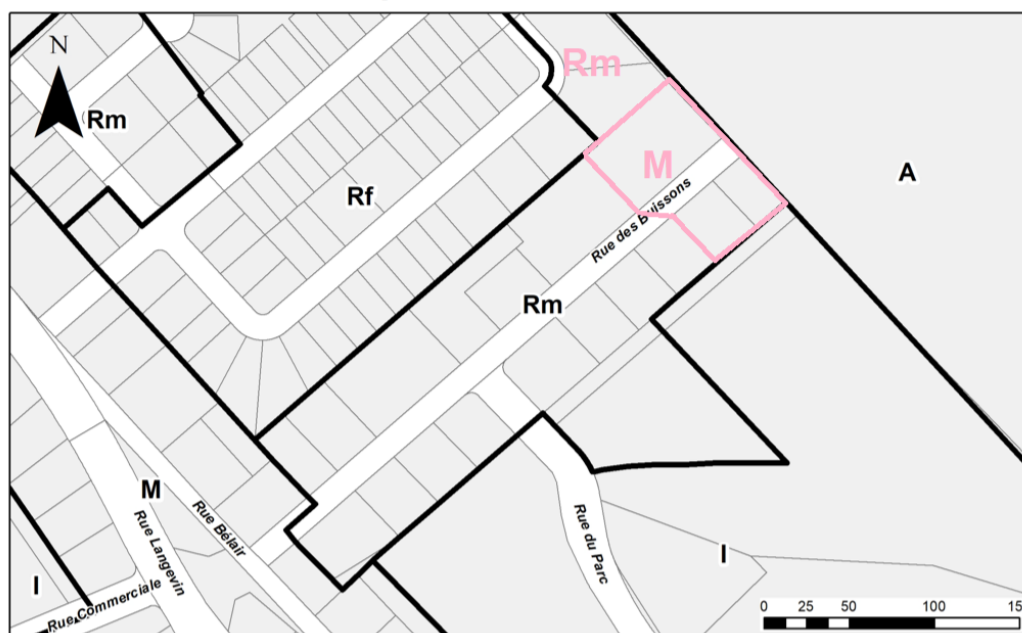 N
Rm
Rm
M
A
Rf
Rue des Buissons
Rm
M
Rue Bélair
Rue Langevin
Rue du Parc
I
I
Rue Commerciale
0 25 50 100 15